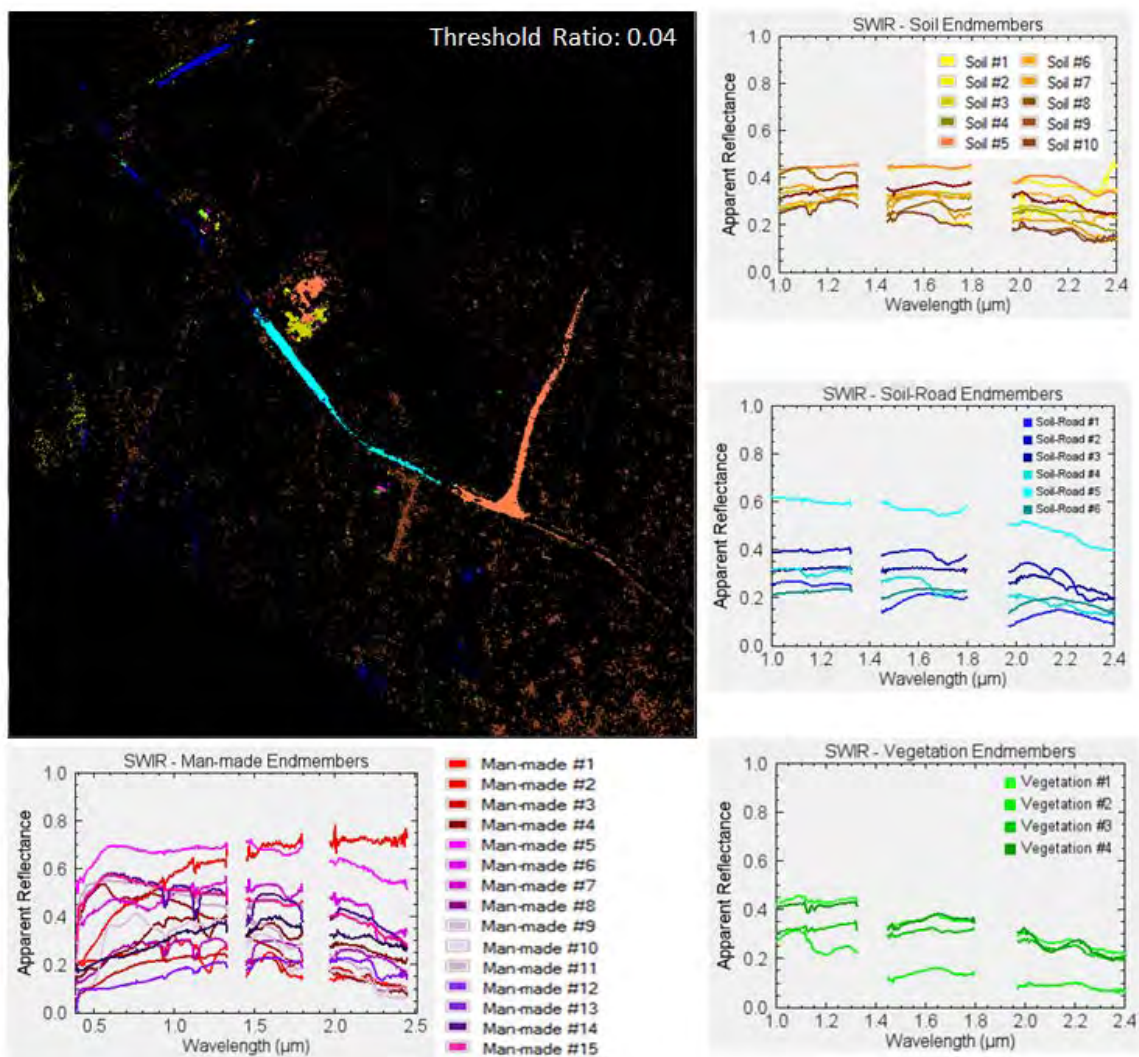 Threshold Ratio: 0.04
SWIR - Soil Endmembers
Soil #1 Soil #6
Soil #2 Soil #7
Soil #3 Soil #8
Soil #4 Soil #9
Soil #5 Soil #10
1.0
0.8
0.6
0.4
0.2
0.0
Apparent Reflectance
1.0 1.2 1.4 1.6 1.8 2.0 2.2 2.4
Wavelength (µm)
SWIR - Soil-Road Endmembers
Soil-Road #1
Soil-Road #2
Soil-Road #3
Soil-Road #4
Soil-Road #5
Soil-Road #6
1.0
0.8
0.6
0.4
0.2
0.0
Apparent Reflectance
1.0 1.2 1.4 1.6 1.8 2.0 2.2 2.4
Wavelength (µm)
SWIR - Man-made Endmembers
1.0
0.8
0.6
0.4
0.2
0.0
Apparent Reflectance
0.5 1.0 1.5 2.0 2.5
Wavelength (µm)
Man-made #1
Man-made #2
Man-made #3
Man-made #4
Man-made #5
Man-made #6
Man-made #7
Man-made #8
Man-made #9
Man-made #10
Man-made #11
Man-made #12
Man-made #13
Man-made #14
Man-made #15
SWIR - Vegetation Endmembers
Vegetation #1
Vegetation #2
Vegetation #3
Vegetation #4
1.0
0.8
0.6
0.4
0.2
0.0
Apparent Reflectance
1.0 1.2 1.4 1.6 1.8 2.0 2.2 2.4
Wavelength (µm)